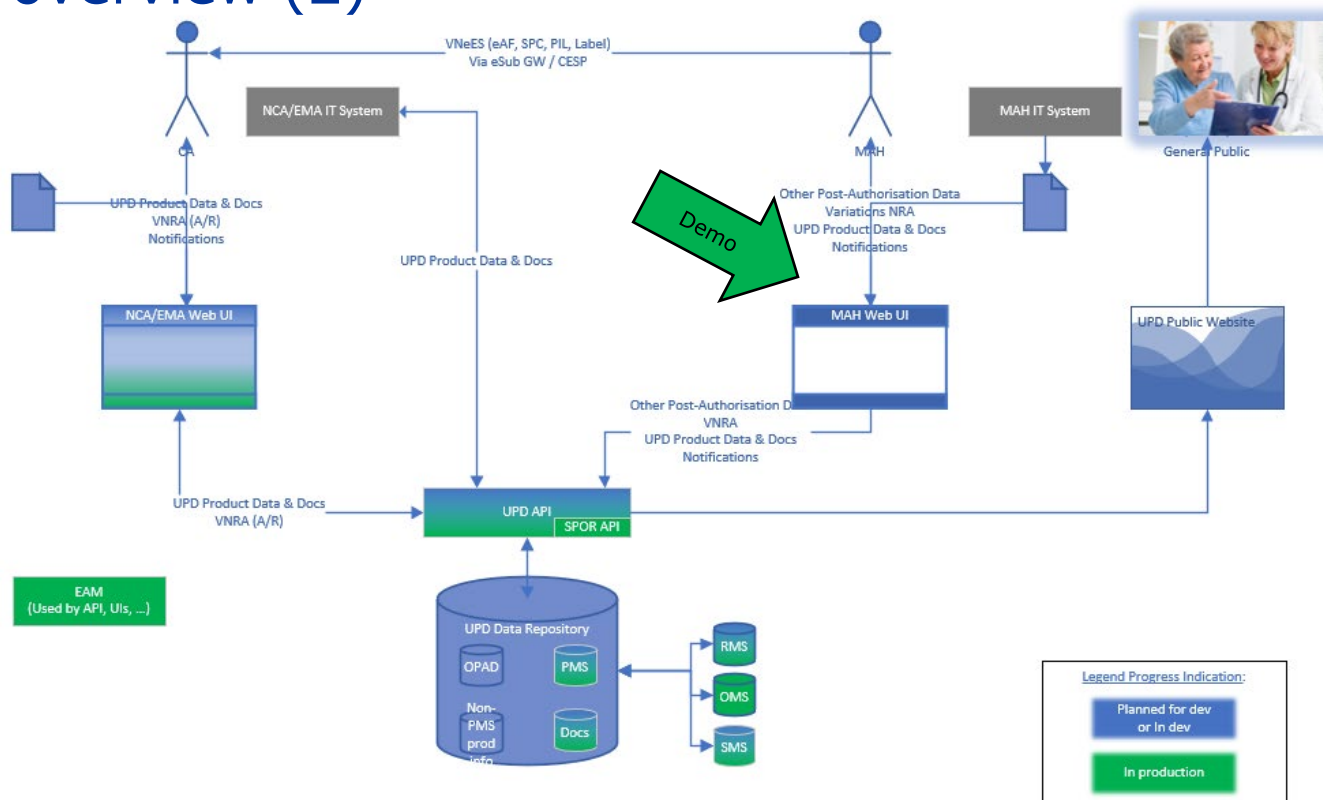 overview (2)
VNeES (eAF, SPC, PIL, Label)
Via eSub GW / CESP
NCA/EMA IT System
MAH IT System
CA
MAH
General Public
UPD Product Data & Docs
VNRA (A/R)
Notifications
Other Post-Authorisation Data
Variations NRA
UPD Product Data & Docs
Notifications
Demo
UPD Product Data & Docs
NCA/EMA Web UI
MAH Web UI
UPD Public Website
Other Post-Authorisation D
VNRA
UPD Product Data & Docs
Notifications
UPD Product Data & Docs
VNRA (A/R)
UPD API
SPOR API
EAM
(Used by API, UIs, ...)
UPD Data Repository
OPAD
PMS
Non-
PMS
prod
info
Docs
RMS
OMS
SMS
Legend Progress Indication:
Planned for dev
or In dev
In production